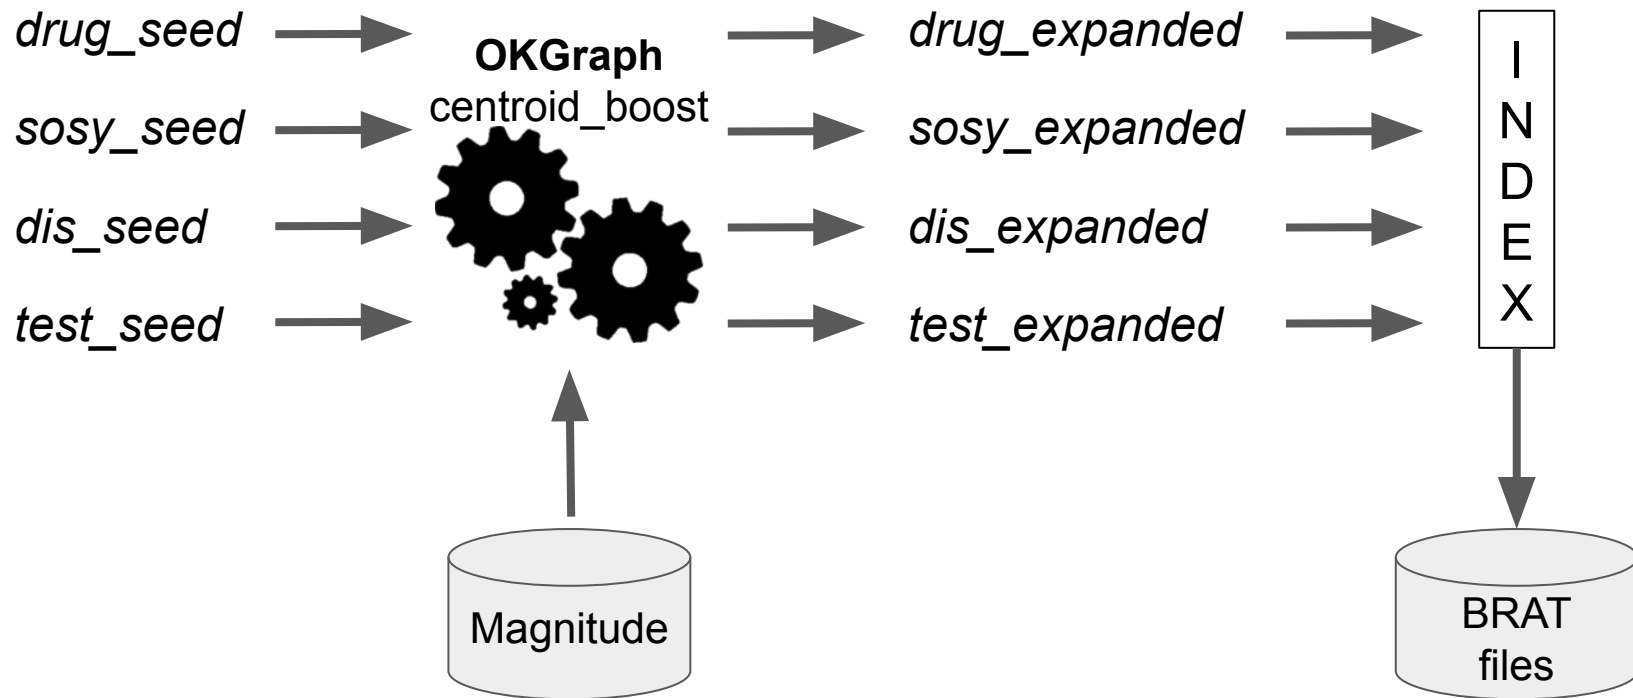 drug_seed
OKGraph
centroid_boost
drug_expanded
sosy_seed
sosy_expanded
dis_seed
dis_expanded
test_seed
test_expanded
I
N
D
E
X
Magnitude
BRAT
files